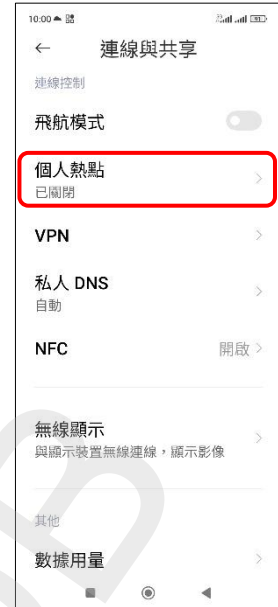 10:00
連線與共享
連線控制
飛航模式
個人熱點
已關閉
VPN
私人 DNS
自動
NFC
開啟
無線顯示
與顯示裝置無線連線，顯示影像
其他
數據用量